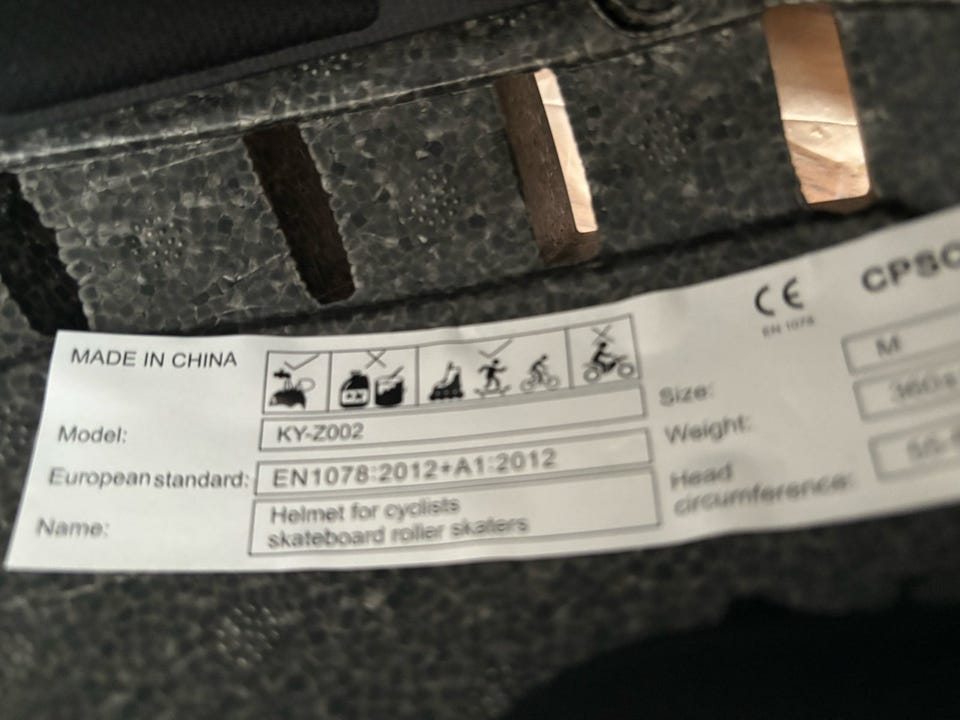 MADE IN CHINA
Model:
KY-Z002
European standard:
EN1078:2012+A1:2012
Name:
Helmet for cyclists
skateboard roller skaters
CE
EN 1078
CPSC
Size:
M
Weight:
Head
circumference: